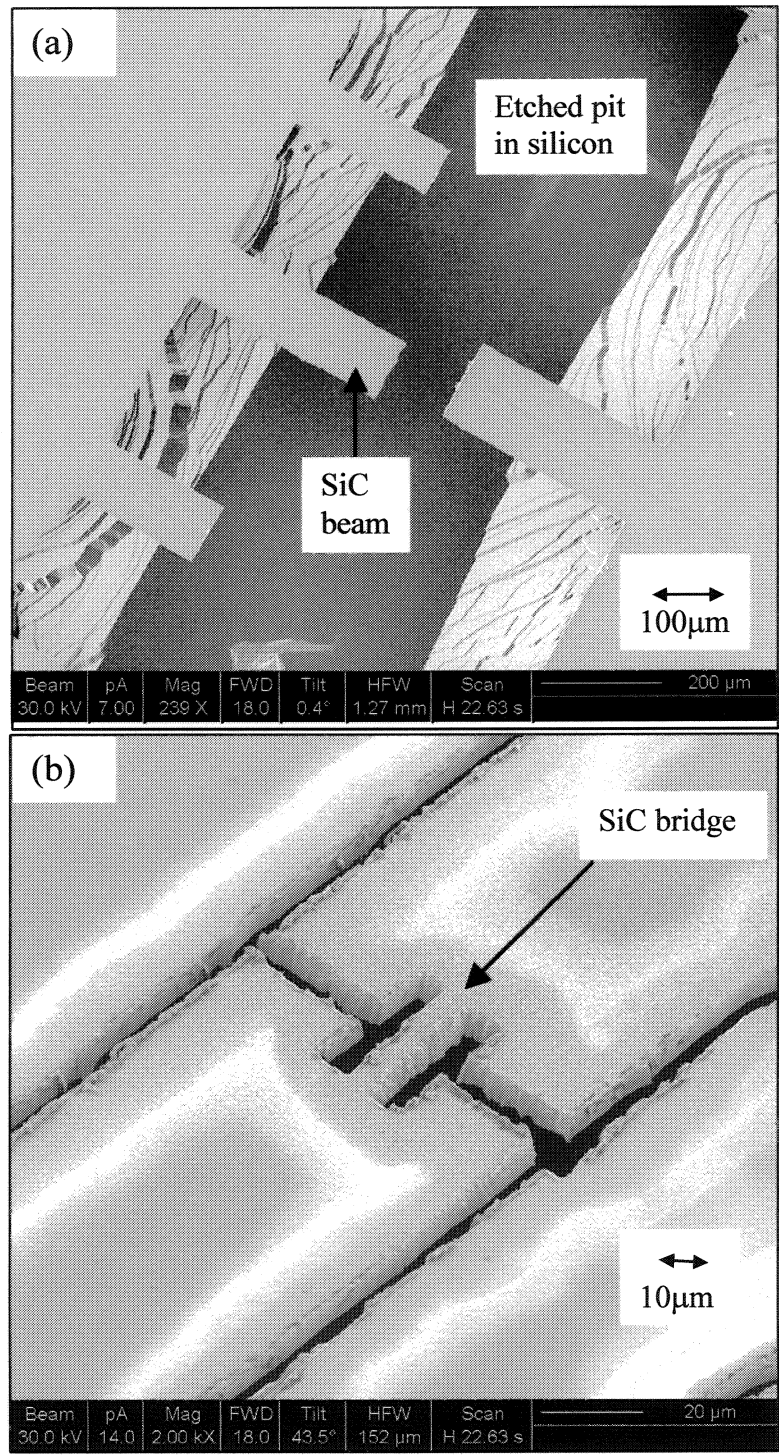 (a)
Etched pit
in silicon
SiC
beam
100μm
Beam pA Mag FWD Tilt HFW Scan
30.0 kV 7.00 239 X 18.0 0.4° 1.27 mm H 22.63 s 200 μm
(b)
SiC bridge
10μm
Beam pA Mag FWD Tilt HFW Scan
30.0 kV 14.0 2.00 kX 18.0 43.5° 152 μm H 22.63 s 20 μm